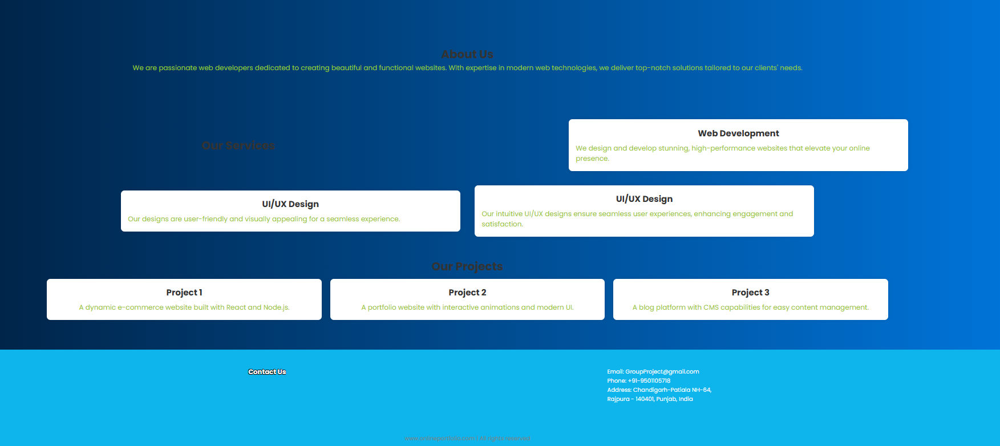 About Us
We are passionate web developers dedicated to creating beautiful and functional websites. With expertise in modern web technologies, we deliver top-notch solutions tailored to our clients' needs.
Our Services
Web Development
We design and develop stunning, high-performance websites that elevate your online
presence.
UI/UX Design
Our designs are user-friendly and visually appealing for a seamless experience.
UI/UX Design
Our intuitive UI/UX designs ensure seamless user experiences, enhancing engagement and
satisfaction.
Our Projects
Project 1
A dynamic e-commerce website built with React and Node.js.
Project 2
A portfolio website with interactive animations and modern UI.
Project 3
A blog platform with CMS capabilities for easy content management.
Contact Us
Email: GroupProject@gmail.com
Phone: +91-9501105718
Address: Chandigarh-Patiala NH-64,
Rajpura - 140401, Punjab, India
www.onlineportfolio.com | All rights reserved